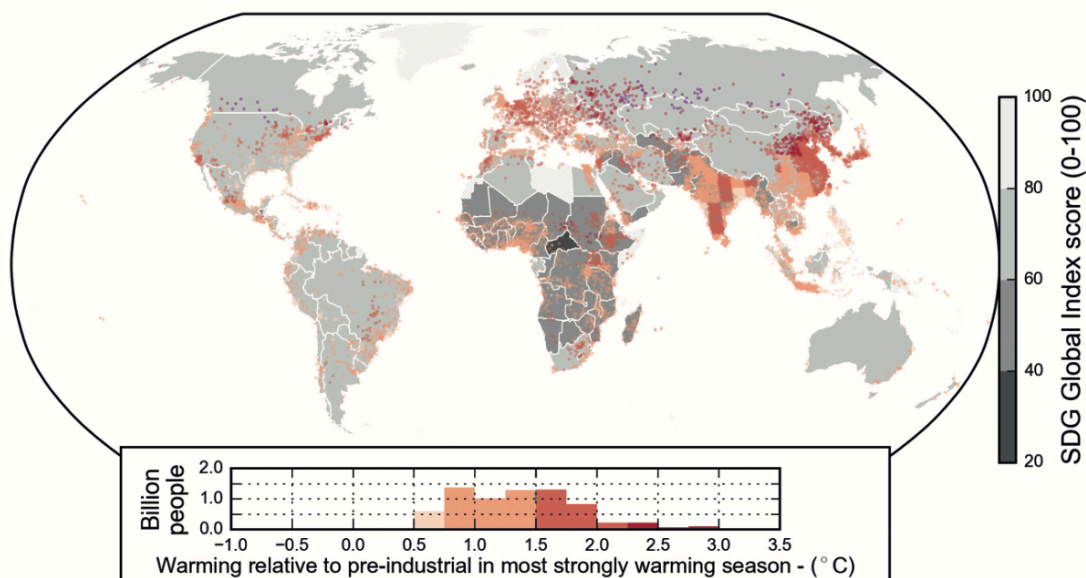 100
80
60
40
20
SDG Global Index score (0-100)
Billion
people
2.0
1.0
0.0
-1.0 -0.5 0.0 0.5 1.0 1.5 2.0 2.5 3.0 3.5
Warming relative to pre-industrial in most strongly warming season - (°C)